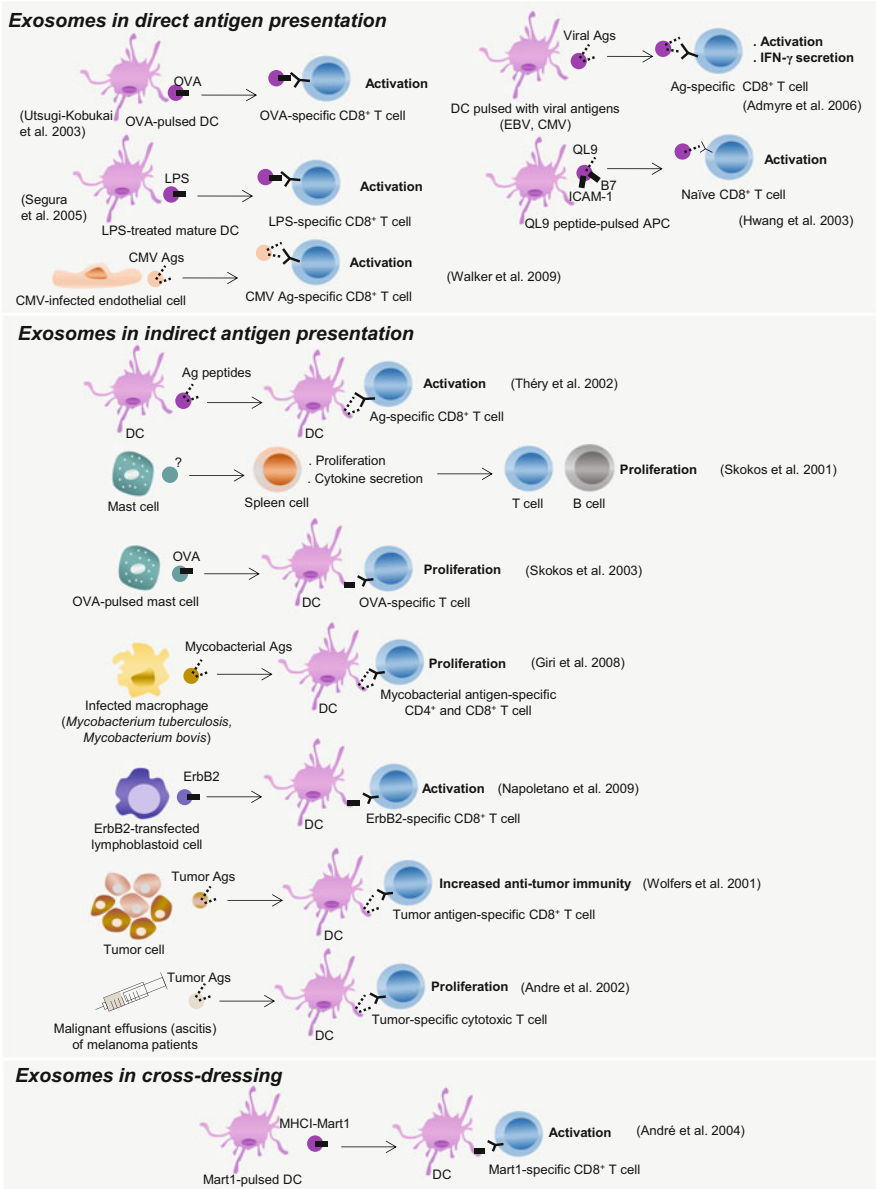 Exosomes in direct antigen presentation
OVA
(Utsugi-Kobukai
et al. 2003)
OVA-pulsed DC
OVA-specific CD8⁺ T cell
Activation
Viral Ags
DC pulsed with viral antigens
(EBV, CMV)
. Activation
. IFN-γ secretion
Ag-specific CD8⁺ T cell
(Admyre et al. 2006)
LPS
(Segura
et al. 2005)
LPS-treated mature DC
LPS-specific CD8⁺ T cell
Activation
QL9
B7
ICAM-1
QL9 peptide-pulsed APC
Naïve CD8⁺ T cell
Activation
(Hwang et al. 2003)
CMV Ags
CMV-infected endothelial cell
CMV Ag-specific CD8⁺ T cell
Activation
(Walker et al. 2009)
Exosomes in indirect antigen presentation
Ag peptides
DC
DC
Ag-specific CD8⁺ T cell
Activation
(Théry et al. 2002)
?
Mast cell
Spleen cell
. Proliferation
. Cytokine secretion
T cell
B cell
Proliferation
(Skokos et al. 2001)
OVA
OVA-pulsed mast cell
DC
OVA-specific T cell
Proliferation
(Skokos et al. 2003)
Mycobacterial Ags
Infected macrophage
(Mycobacterium tuberculosis,
Mycobacterium bovis)
DC
Mycobacterial antigen-specific
CD4⁺ and CD8⁺ T cell
Proliferation
(Giri et al. 2008)
ErbB2
ErbB2-transfected
lymphoblastoid cell
DC
ErbB2-specific CD8⁺ T cell
Activation
(Napoletano et al. 2009)
Tumor Ags
Tumor cell
DC
Tumor antigen-specific CD8⁺ T cell
Increased anti-tumor immunity
(Wolfers et al. 2001)
Tumor Ags
Malignant effusions (ascitis)
of melanoma patients
DC
Tumor-specific cytotoxic T cell
Proliferation
(Andre et al. 2002)
Exosomes in cross-dressing
MHCI-Mart1
Mart1-pulsed DC
DC
Mart1-specific CD8⁺ T cell
Activation
(André et al. 2004)